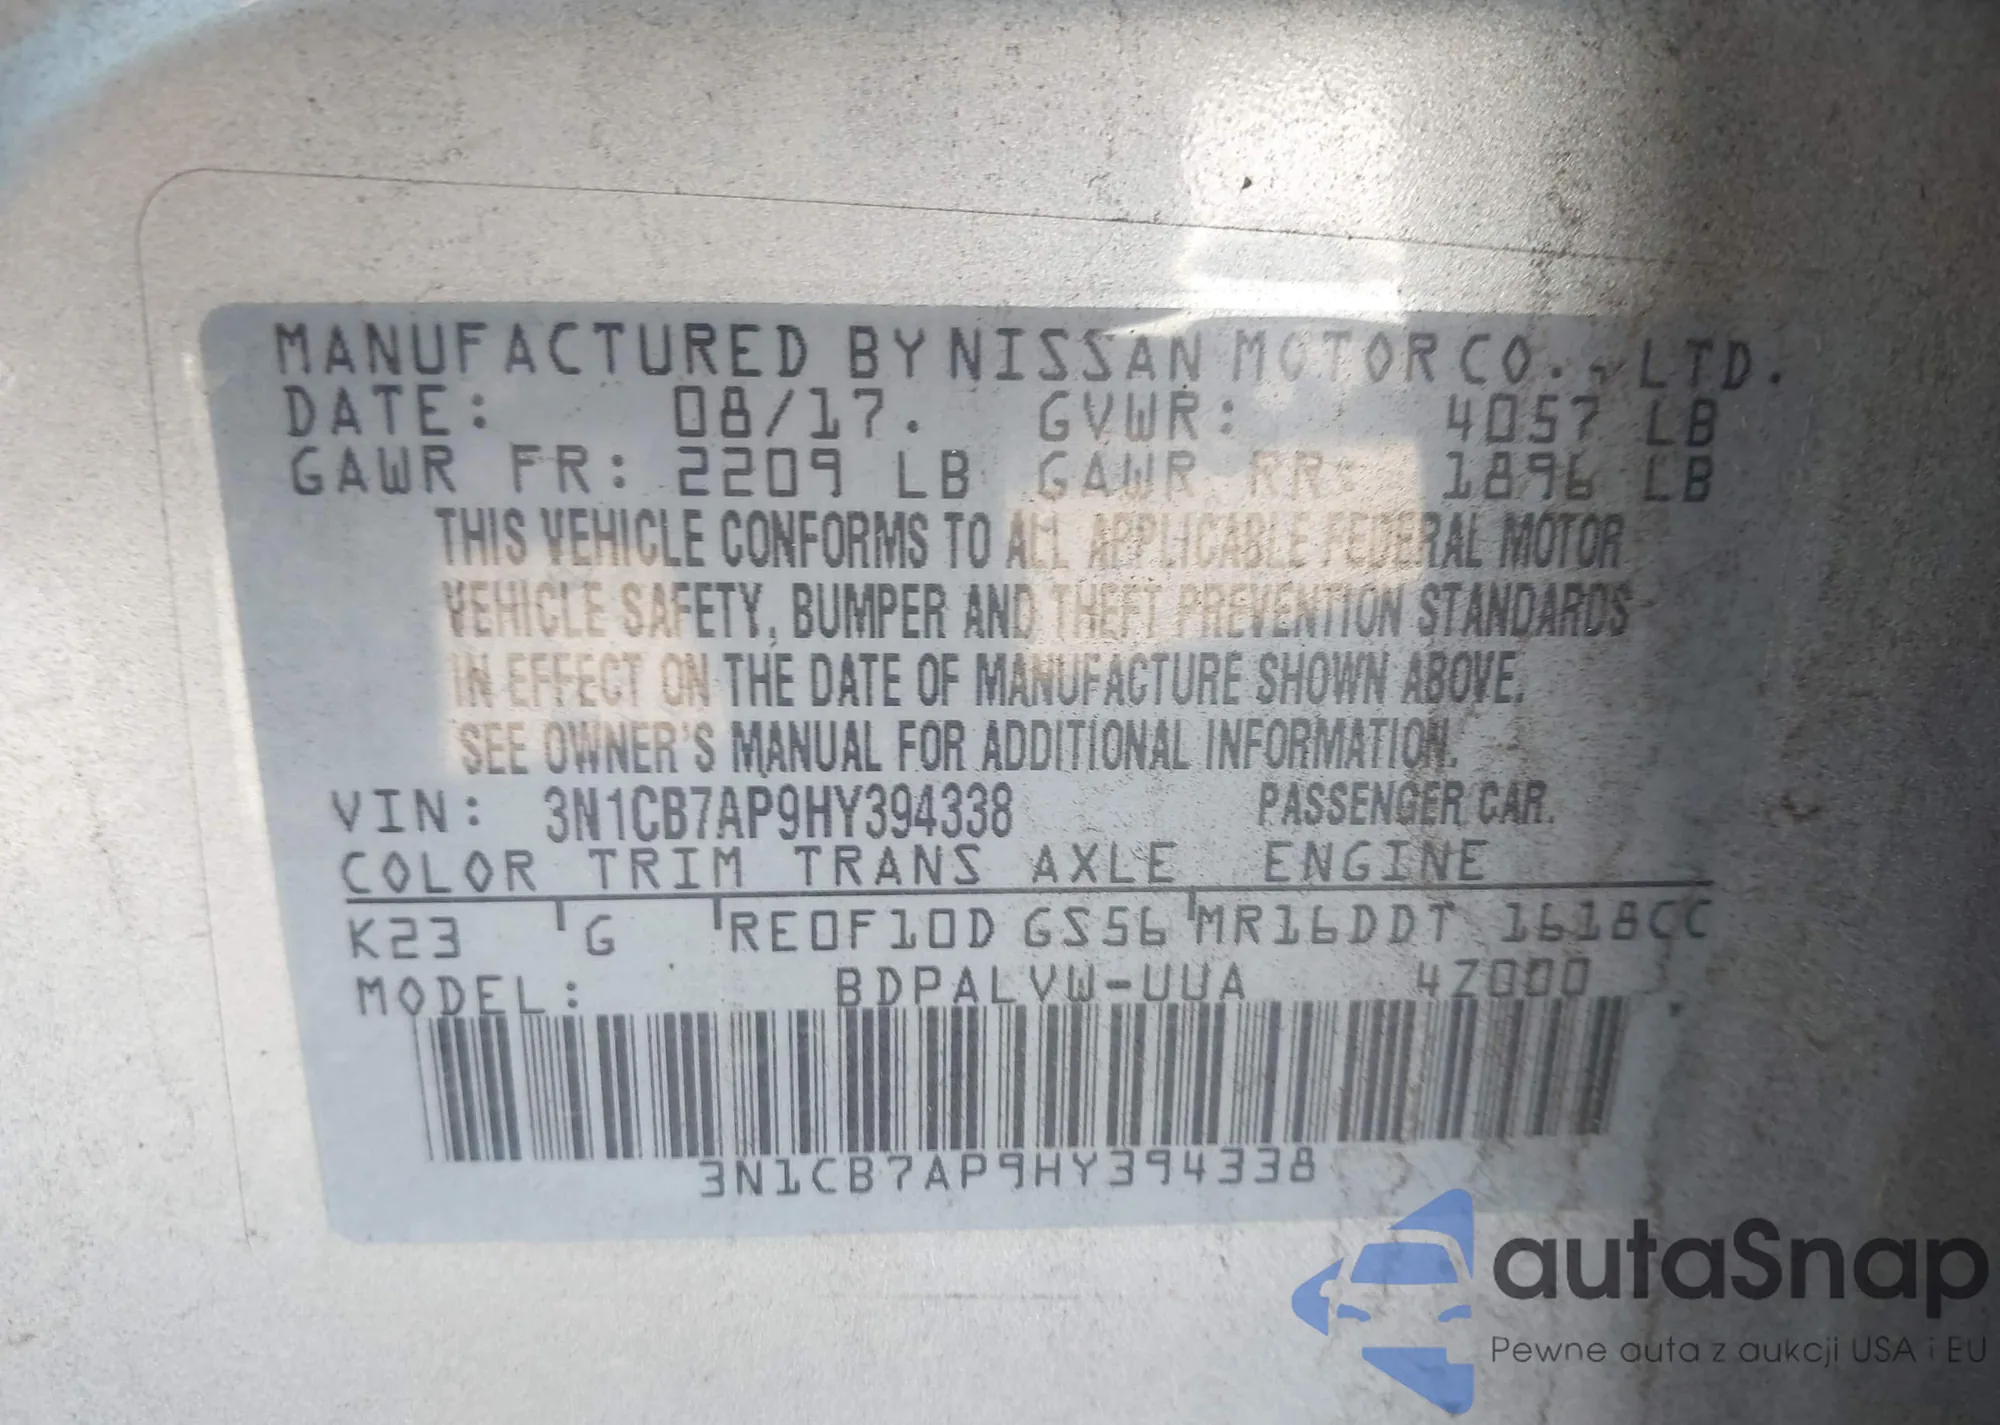 MANUFACTURED BY NISSAN MOTOR CO., LTD.
DATE: 08/17. GVWR: 4057 LB
GAWR FR: 2209 LB GAWR RR: 1896 LB
THIS VEHICLE CONFORMS TO ALL APPLICABLE FEDERAL MOTOR
VEHICLE SAFETY, BUMPER AND THEFT PREVENTION STANDARDS
IN EFFECT ON THE DATE OF MANUFACTURE SHOWN ABOVE.
SEE OWNER'S MANUAL FOR ADDITIONAL INFORMATION.
VIN: 3N1CB7AP9HY394338 PASSENGER CAR.
COLOR TRIM TRANS AXLE ENGINE
K23 G RE0F10D GS56 MR16DDT 1618CC
MODEL: BDPALVW-UUA 4Z000
3N1CB7AP9HY394338
autaSnap
Pewne auta z aukcji USA i EU